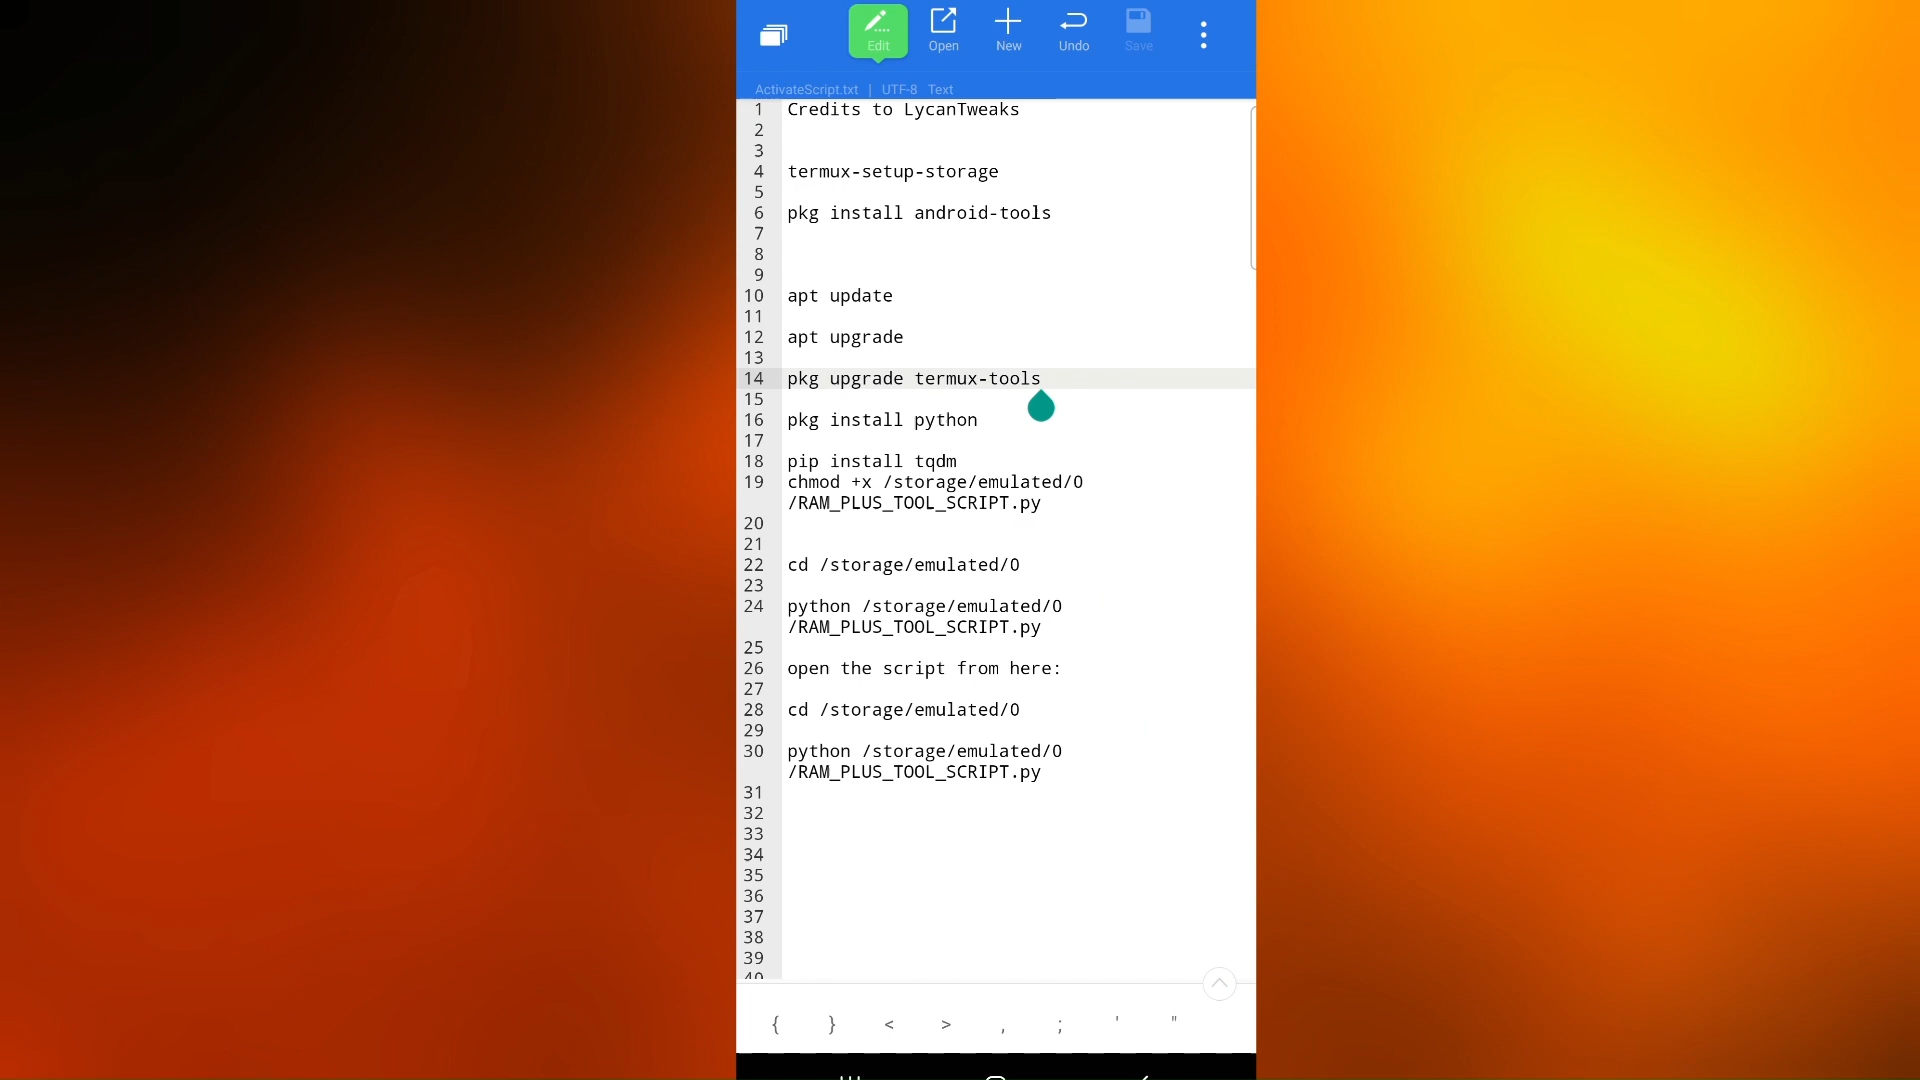 Edit
Open
New
Undo
Save
ActivateScript.txt | UTF-8 Text
1 Credits to LycanTweaks
2
3
4 termux-setup-storage
5
6 pkg install android-tools
7
8
9
10 apt update
11
12 apt upgrade
13
14 pkg upgrade termux-tools
15
16 pkg install python
17
18 pip install tqdm
19 chmod +x /storage/emulated/0
/RAM_PLUS_TOOL_SCRIPT.py
20
21
22 cd /storage/emulated/0
23
24 python /storage/emulated/0
/RAM_PLUS_TOOL_SCRIPT.py
25
26 open the script from here:
27
28 cd /storage/emulated/0
29
30 python /storage/emulated/0
/RAM_PLUS_TOOL_SCRIPT.py
31
32
33
34
35
36
37
38
39
40
{ } < > , ; ' "